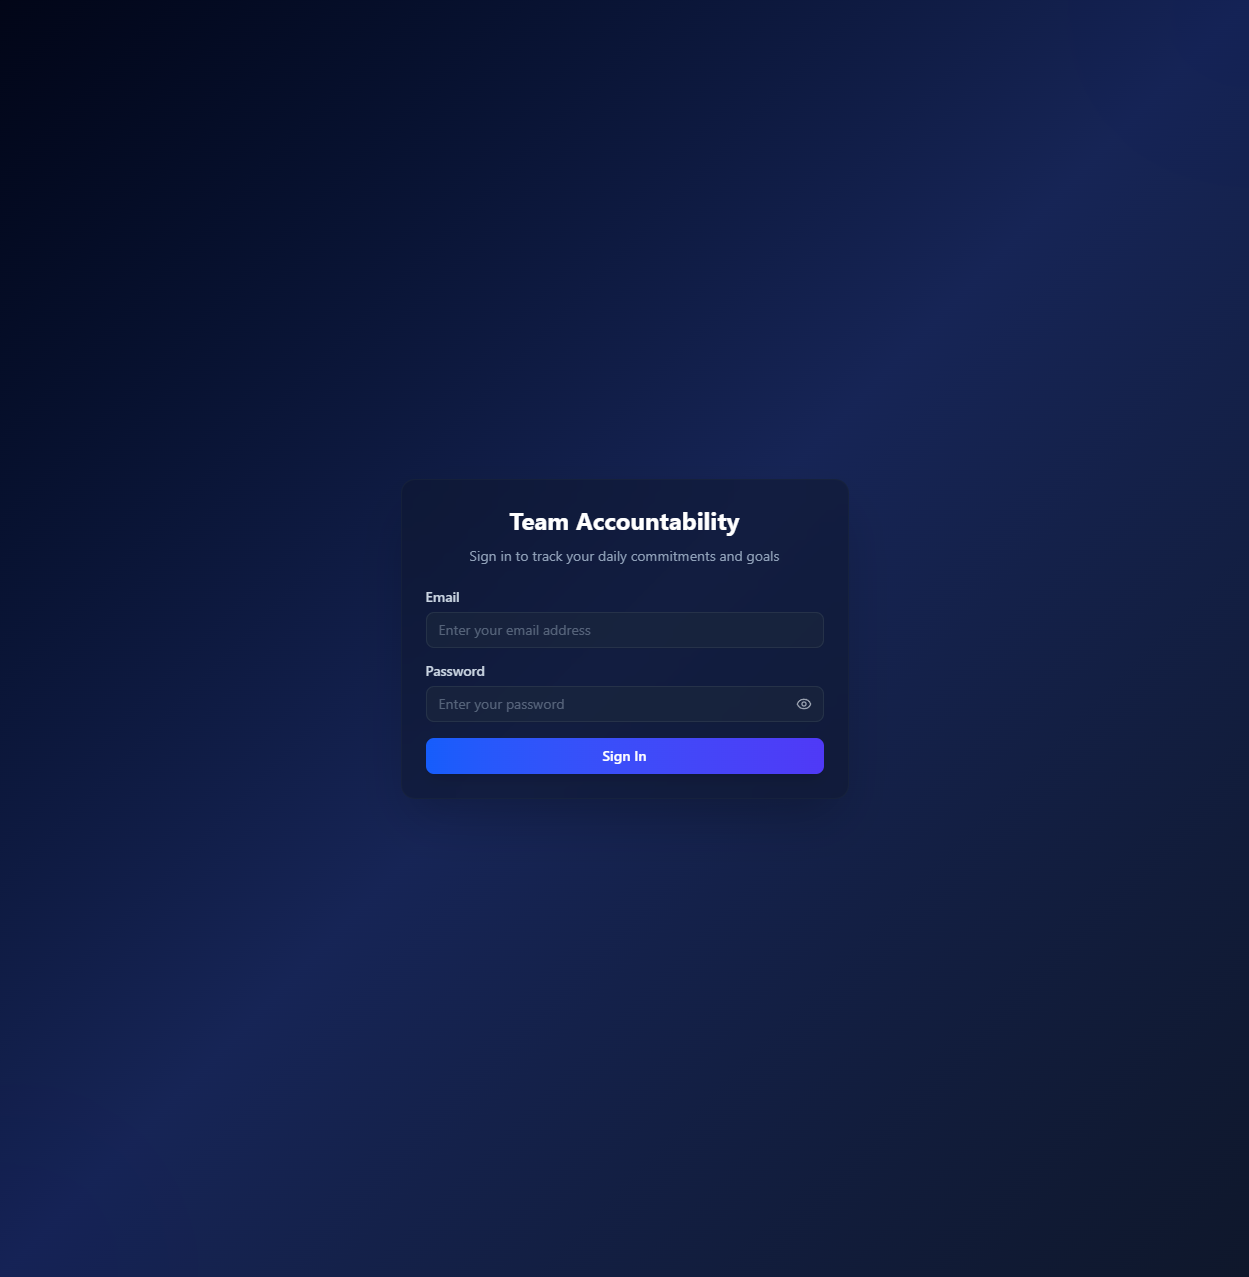 Team Accountability
Sign in to track your daily commitments and goals
Email
Enter your email address
Password
Enter your password
Sign In